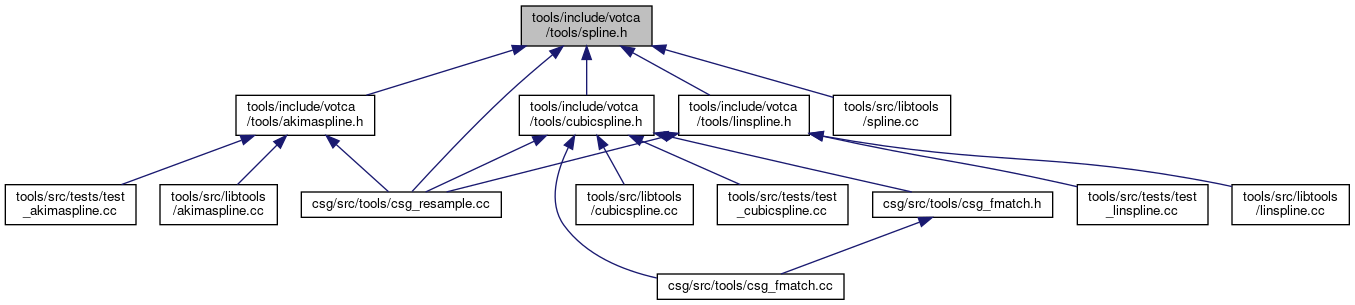 tools/include/votca
/tools/spline.h
tools/include/votca
/tools/akimaspline.h
tools/include/votca
/tools/cubicspline.h
tools/include/votca
/tools/linspline.h
tools/src/libtools
/spline.cc
tools/src/tests/test
_akimaspline.cc
tools/src/libtools
/akimaspline.cc
csg/src/tools/csg_resample.cc
tools/src/libtools
/cubicspline.cc
tools/src/tests/test
_cubicspline.cc
csg/src/tools/csg_fmatch.h
tools/src/tests/test
_linspline.cc
tools/src/libtools
/linspline.cc
csg/src/tools/csg_fmatch.cc